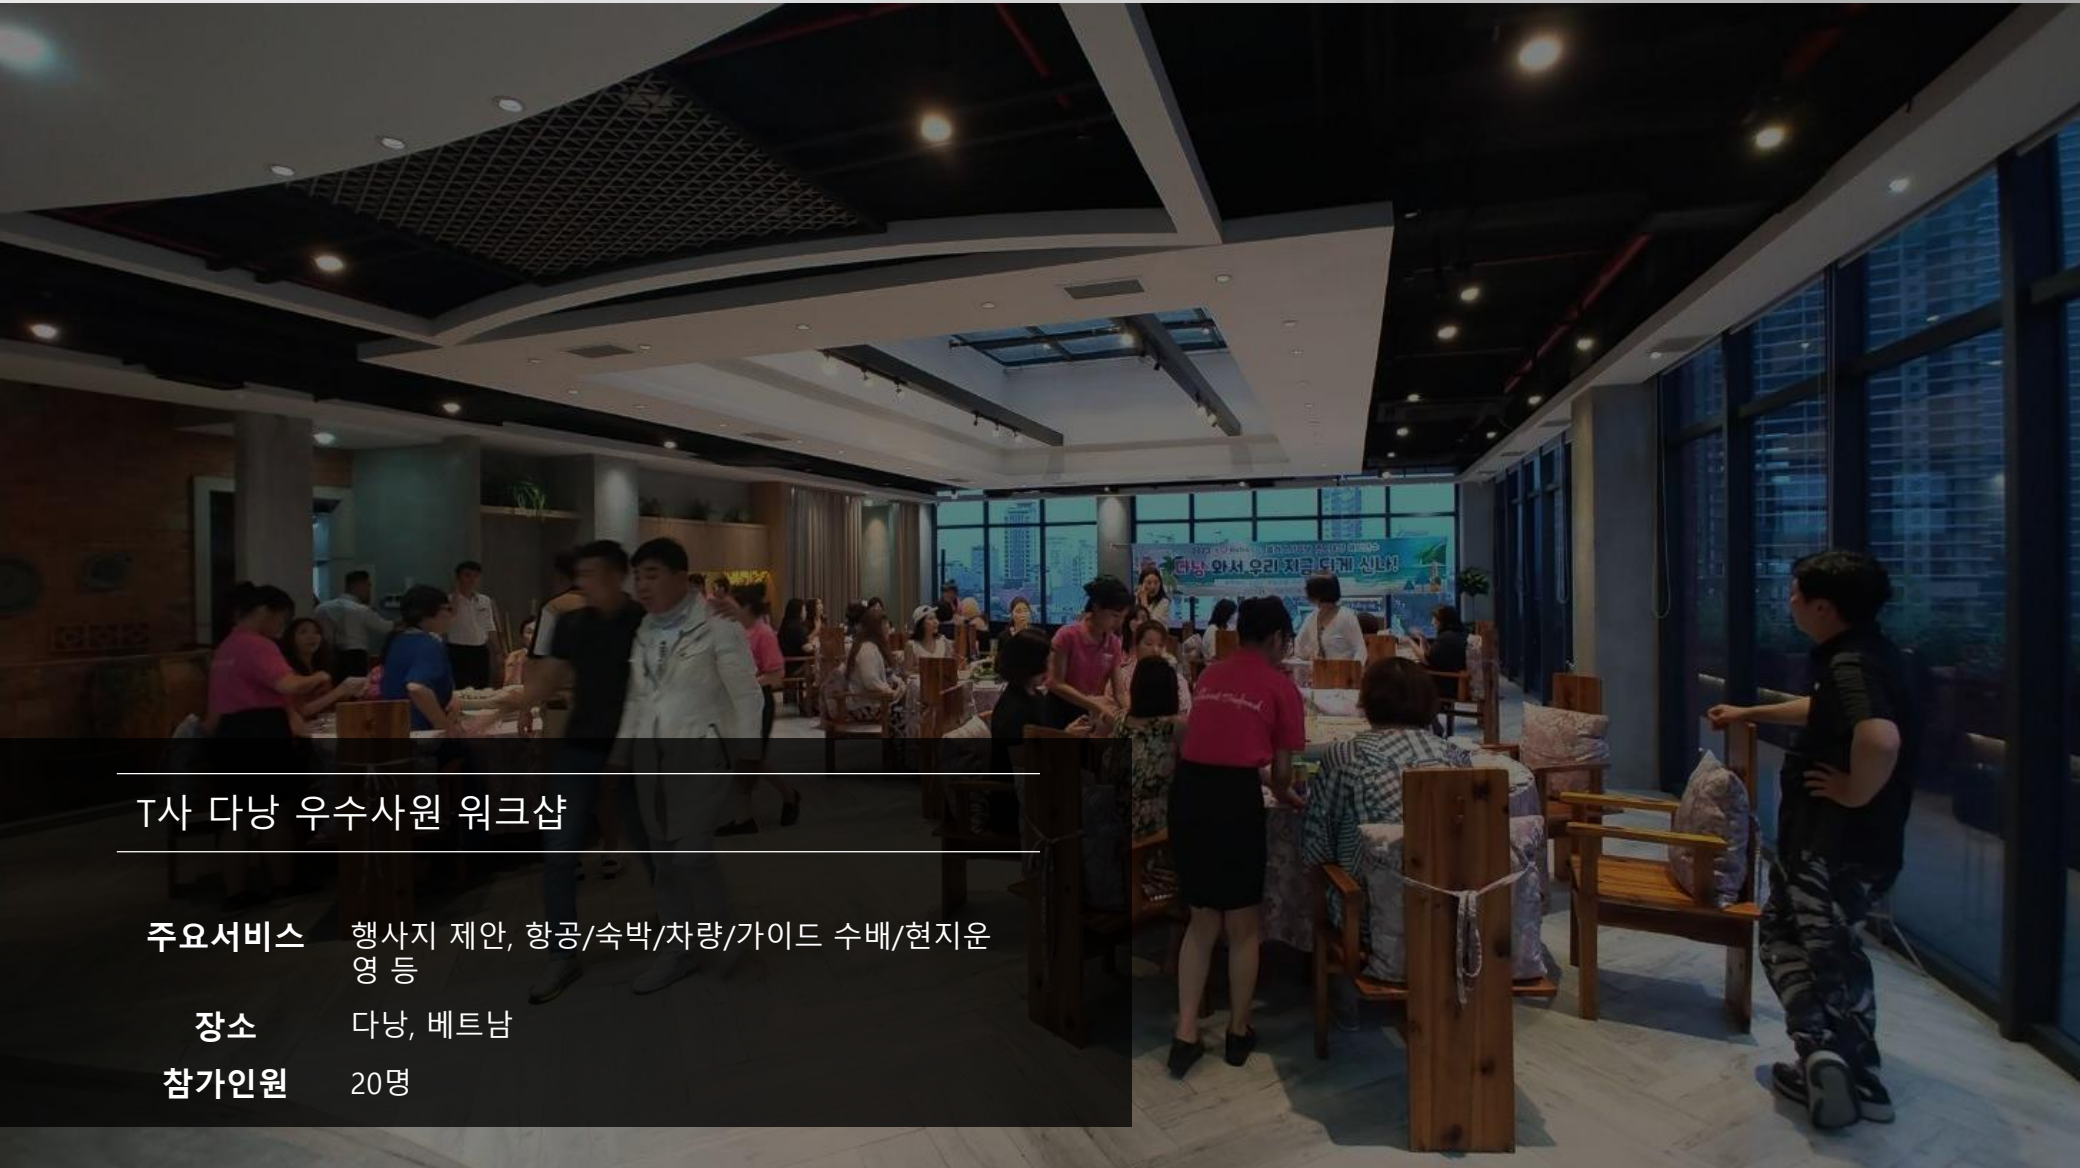 다낭 와서 우리 지금 되게 신나!
T사 다낭 우수사원 워크샵
주요서비스 행사지 제안, 항공/숙박/차량/가이드 수배/현지운
영 등
장소 다낭, 베트남
참가인원 20명